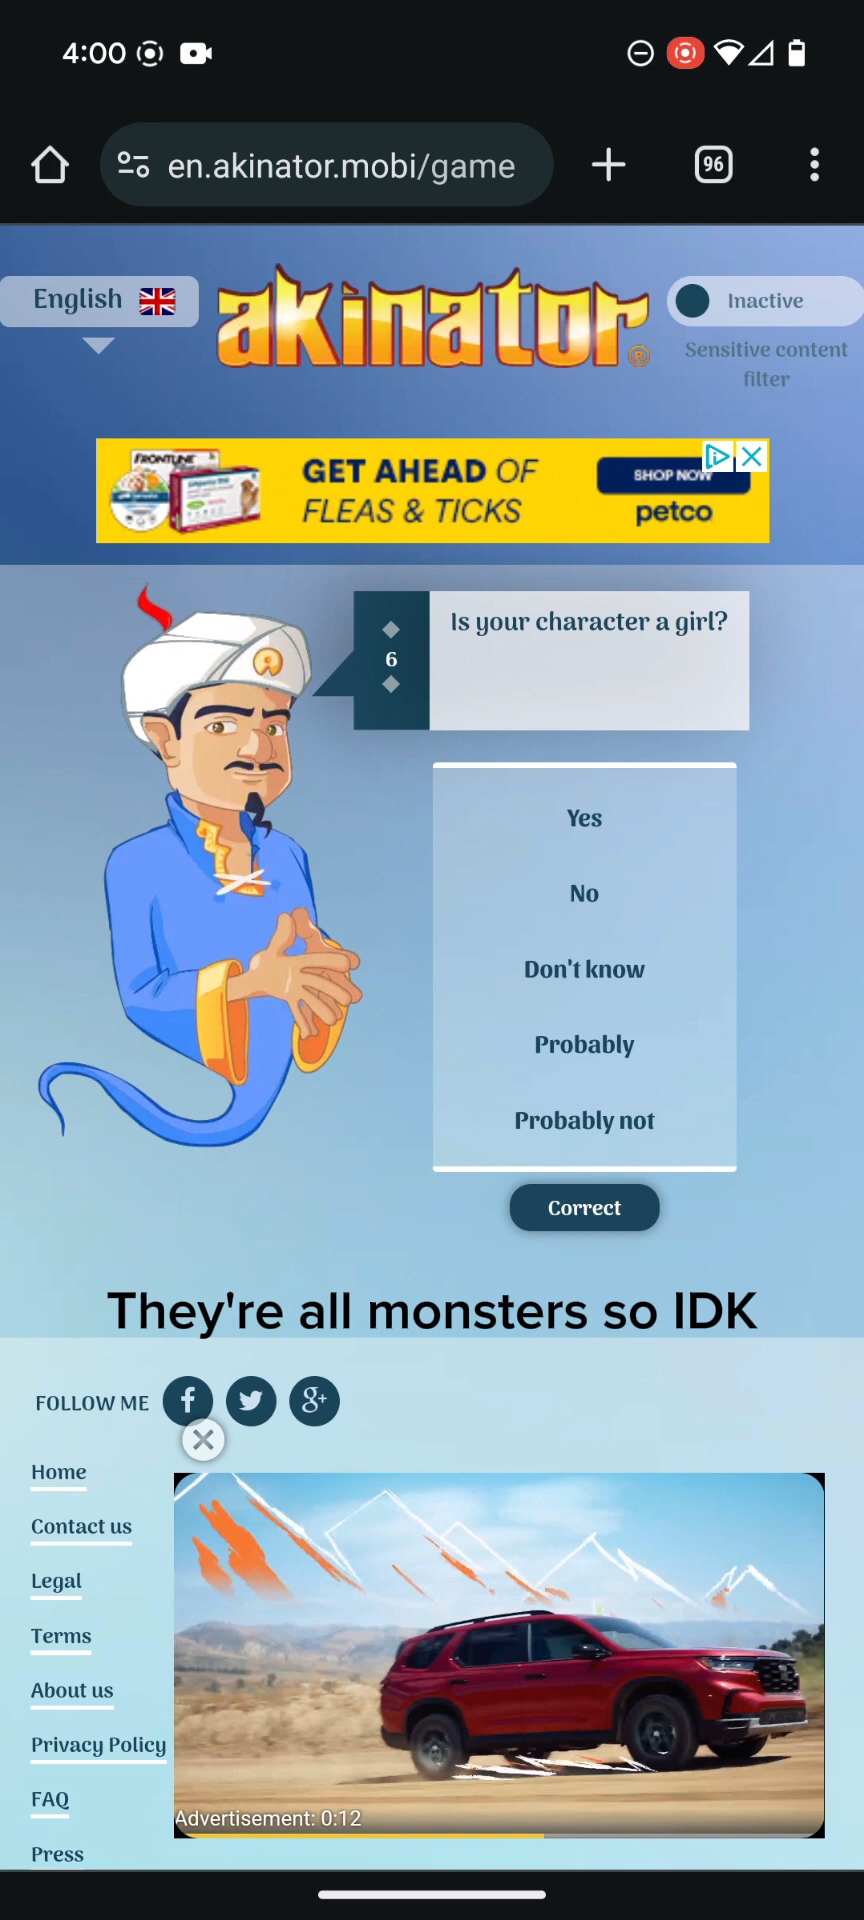 4:00
en.akinator.mobi/game
96
English
akinator®
Inactive
Sensitive content
filter
FRONTLINE
GET AHEAD OF
FLEAS & TICKS
SHOP NOW
petco
Is your character a girl?
6
Yes
No
Don't know
Probably
Probably not
Correct
They're all monsters so IDK
FOLLOW ME
Home
Contact us
Legal
Terms
About us
Privacy Policy
FAQ
Press
Advertisement: 0:12